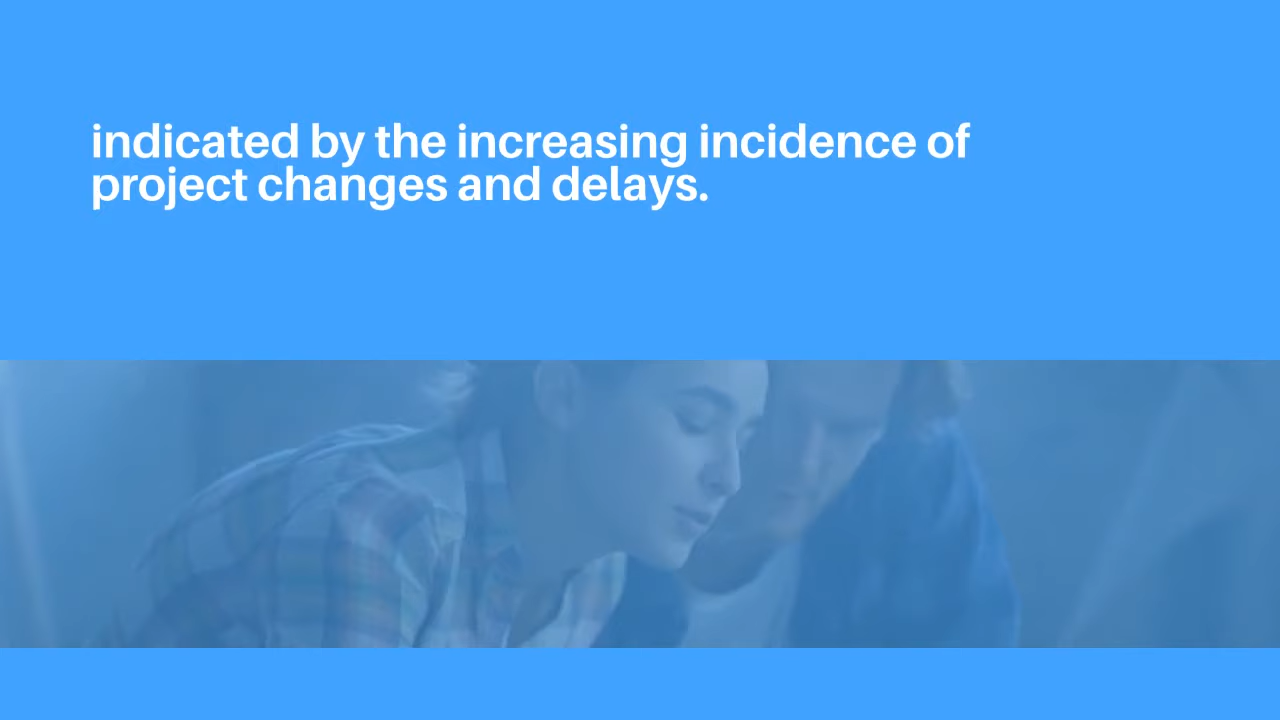 indicated by the increasing incidence of
project changes and delays.